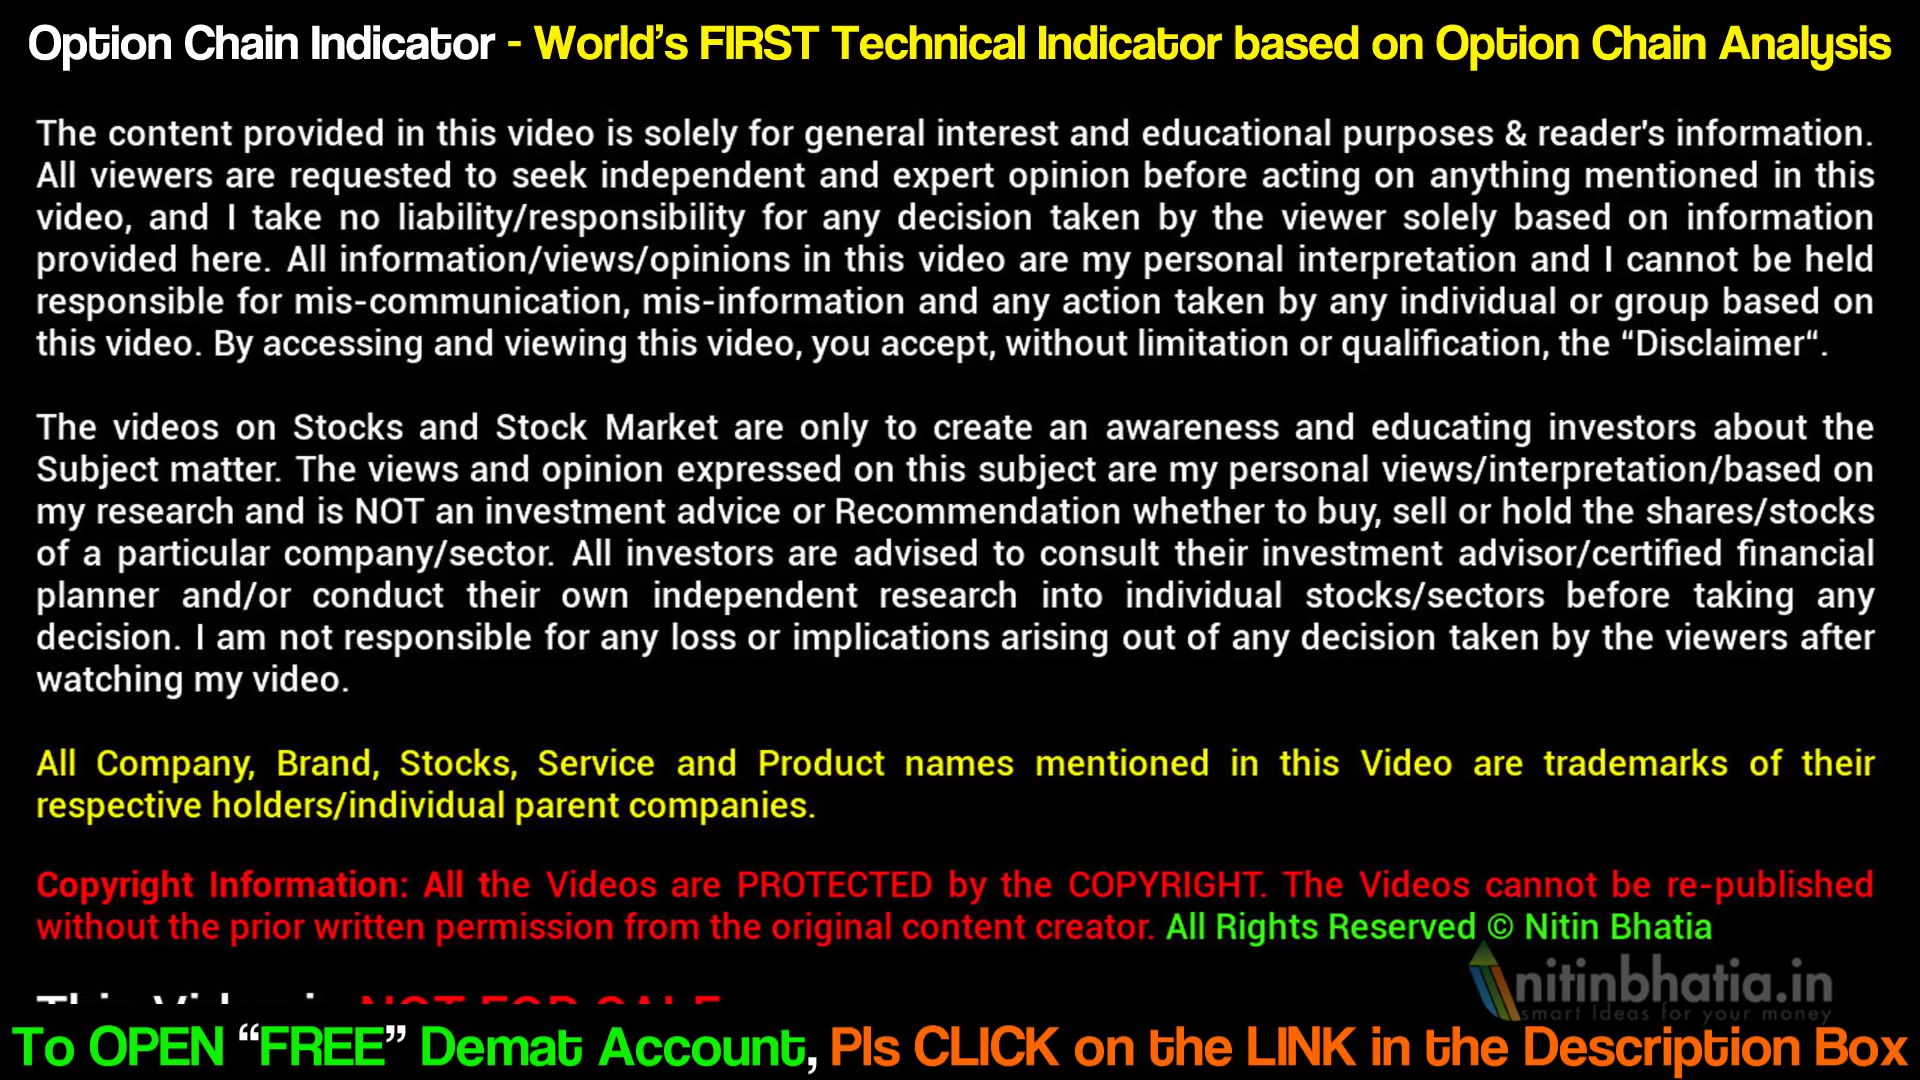 Option Chain Indicator - World's FIRST Technical Indicator based on Option Chain Analysis
The content provided in this video is solely for general interest and educational purposes & reader's information.
All viewers are requested to seek independent and expert opinion before acting on anything mentioned in this
video, and I take no liability/responsibility for any decision taken by the viewer solely based on information
provided here. All information/views/opinions in this video are my personal interpretation and I cannot be held
responsible for mis-communication, mis-information and any action taken by any individual or group based on
this video. By accessing and viewing this video, you accept, without limitation or qualification, the “Disclaimer“.
The videos on Stocks and Stock Market are only to create an awareness and educating investors about the
Subject matter. The views and opinion expressed on this subject are my personal views/interpretation/based on
my research and is NOT an investment advice or Recommendation whether to buy, sell or hold the shares/stocks
of a particular company/sector. All investors are advised to consult their investment advisor/certified financial
planner and/or conduct their own independent research into individual stocks/sectors before taking any
decision. I am not responsible for any loss or implications arising out of any decision taken by the viewers after
watching my video.
All Company, Brand, Stocks, Service and Product names mentioned in this Video are trademarks of their
respective holders/individual parent companies.
Copyright Information: All the Videos are PROTECTED by the COPYRIGHT. The Videos cannot be re-published
without the prior written permission from the original content creator. All Rights Reserved © Nitin Bhatia
This Video is NOT FOR SALE
nitinbhatia.in
smart Ideas for your money
To OPEN “FREE” Demat Account, Pls CLICK on the LINK in the Description Box